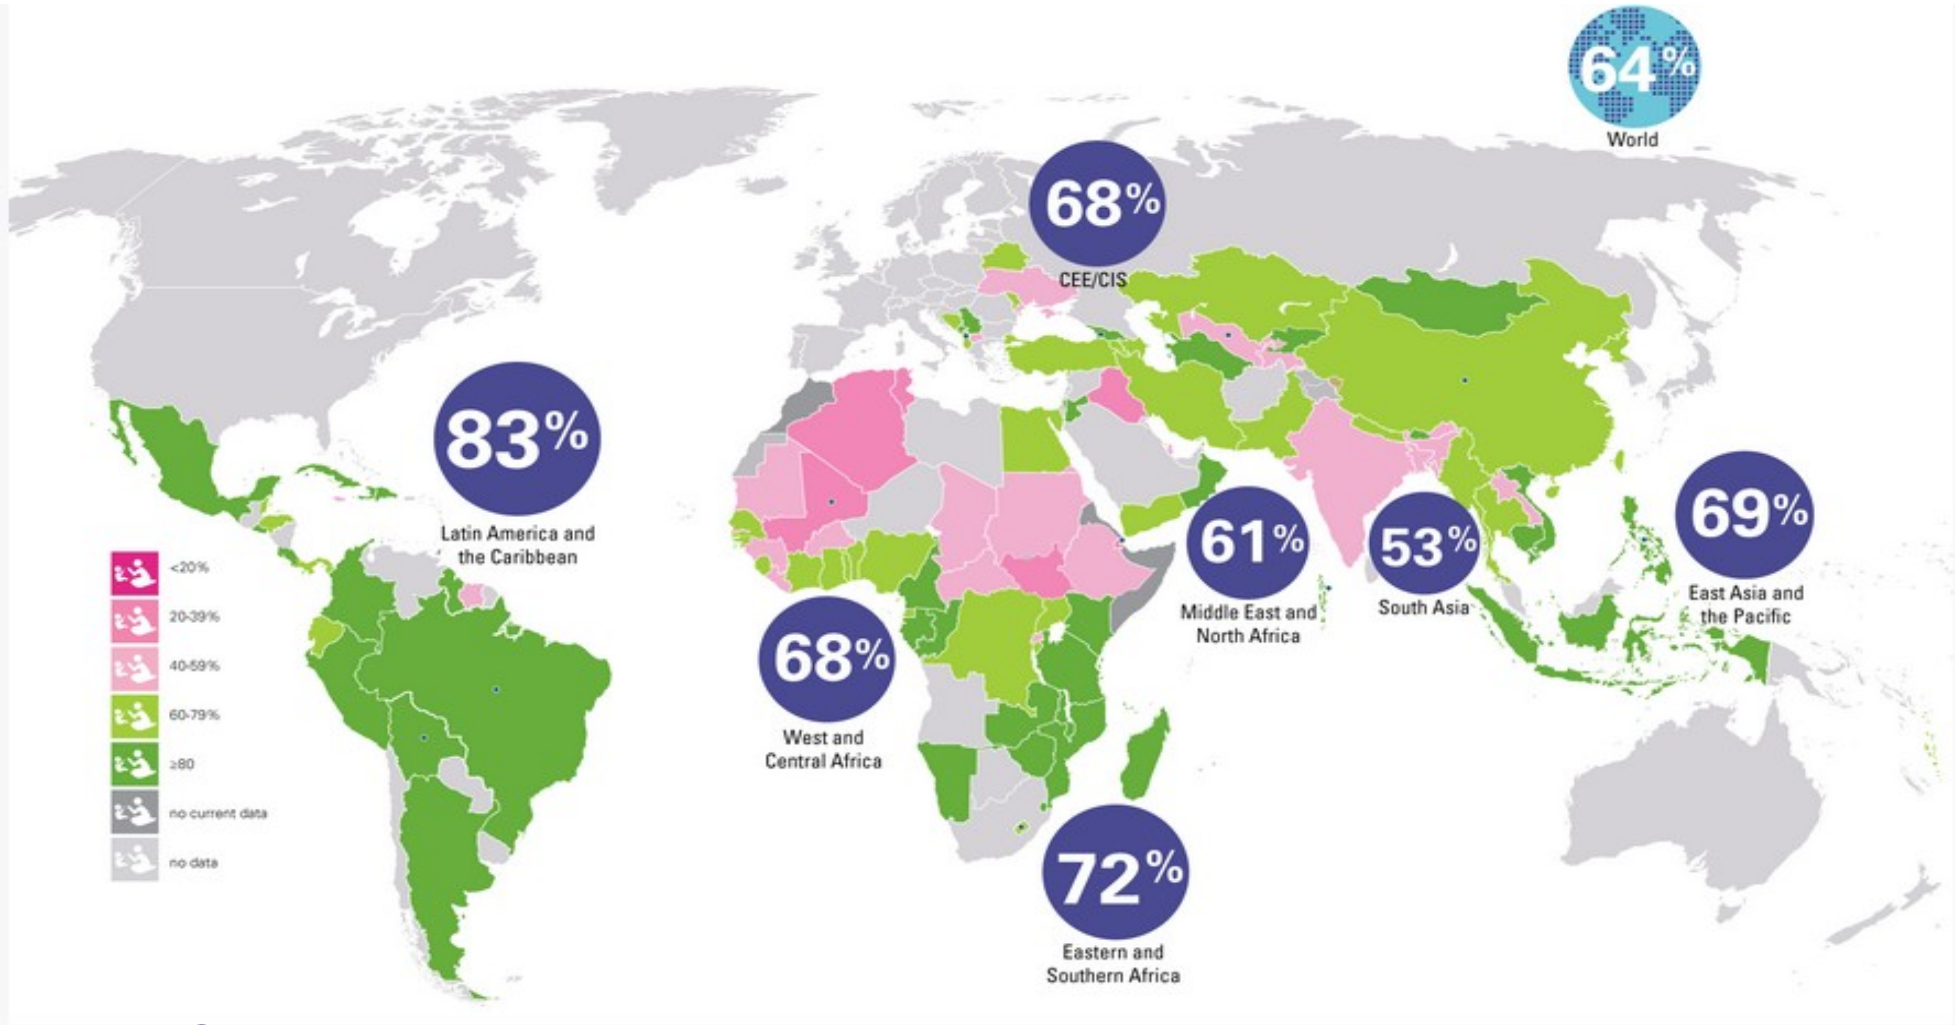 64%
World
68%
CEE/CIS
83%
Latin America and
the Caribbean
<20%
20-39%
40-59%
60-79%
≥80
no current data
no data
61%
Middle East and
North Africa
53%
South Asia
69%
East Asia and
the Pacific
68%
West and
Central Africa
72%
Eastern and
Southern Africa